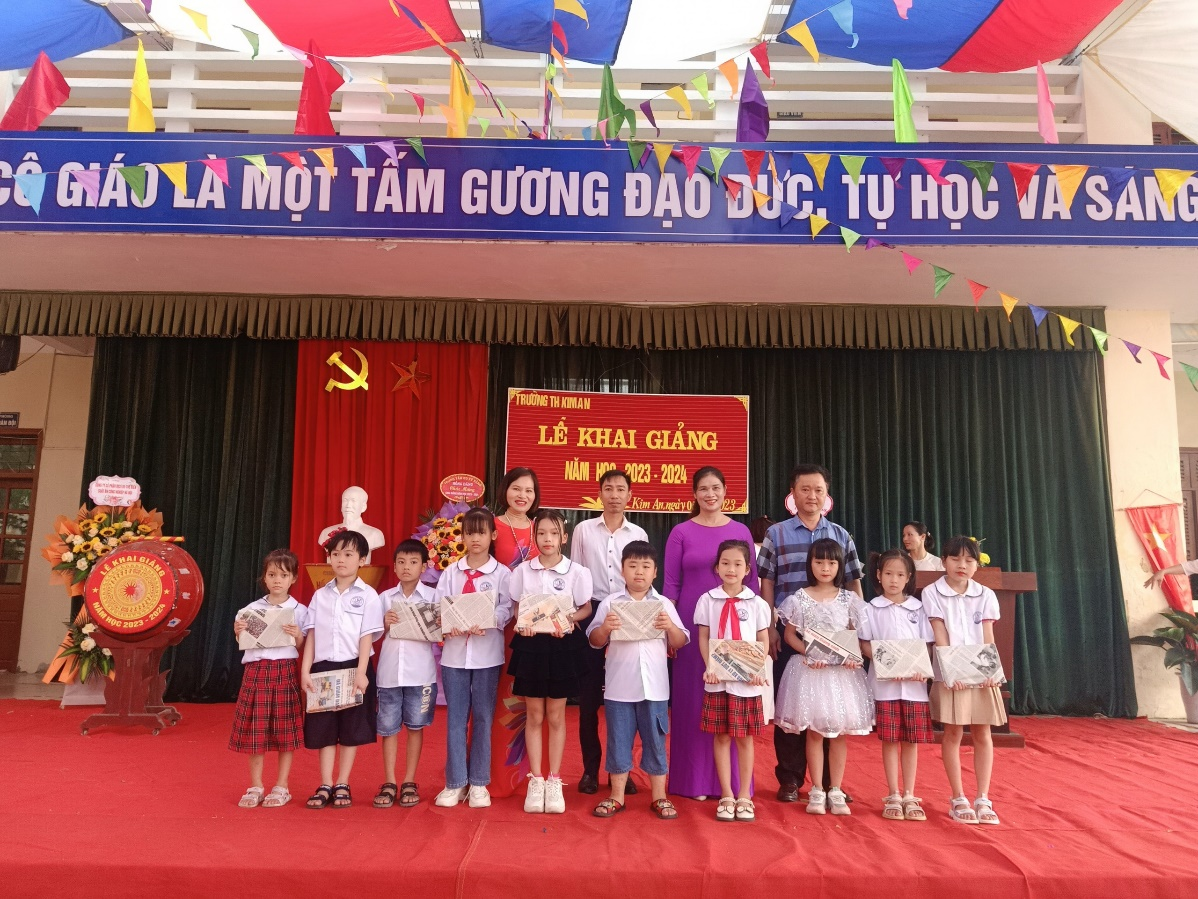 CÔ GIÁO LÀ MỘT TẤM GƯƠNG ĐẠO ĐỨC, TỰ HỌC VÀ SÁNG
TRƯỜNG TH KIM AN
LỄ KHAI GIẢNG
NĂM HỌC 2023 - 2024
Kim An, ngày 2023
LỄ KHAI GIẢNG
NĂM HỌC 2023 - 2024